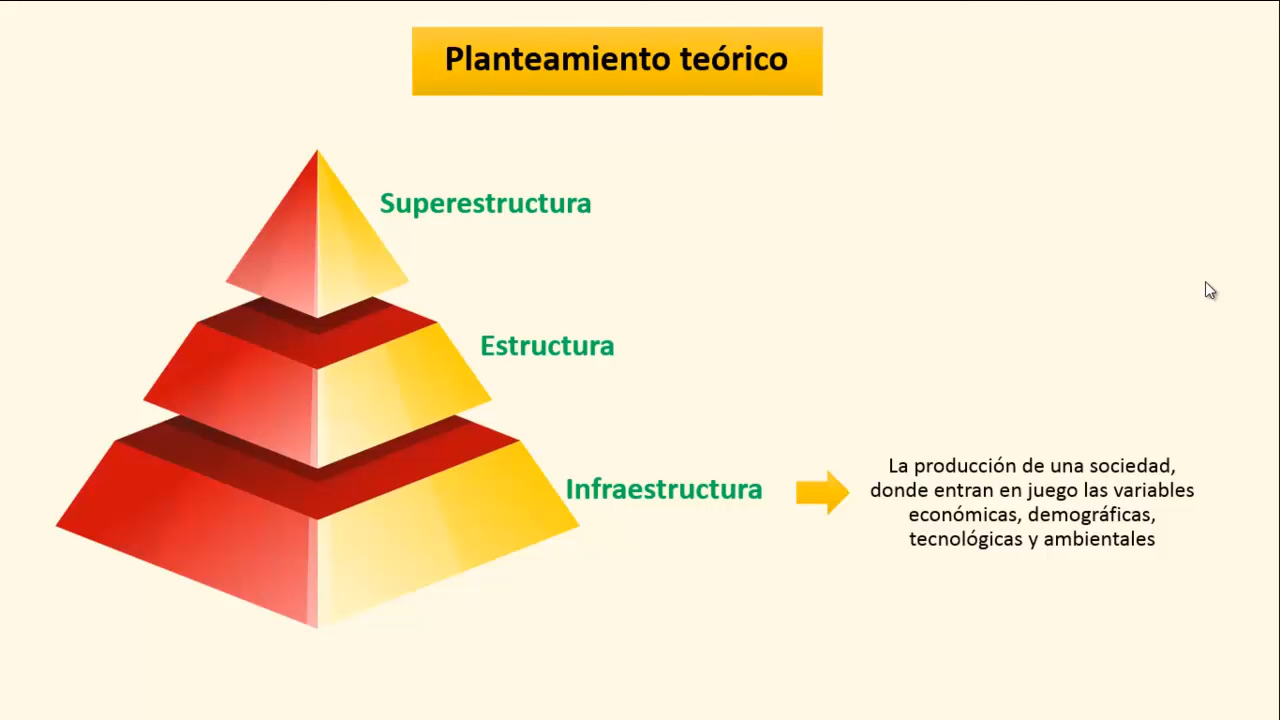 Planteamiento teórico
Superestructura
Estructura
Infraestructura
La producción de una sociedad,
donde entran en juego las variables
económicas, demográficas,
tecnológicas y ambientales